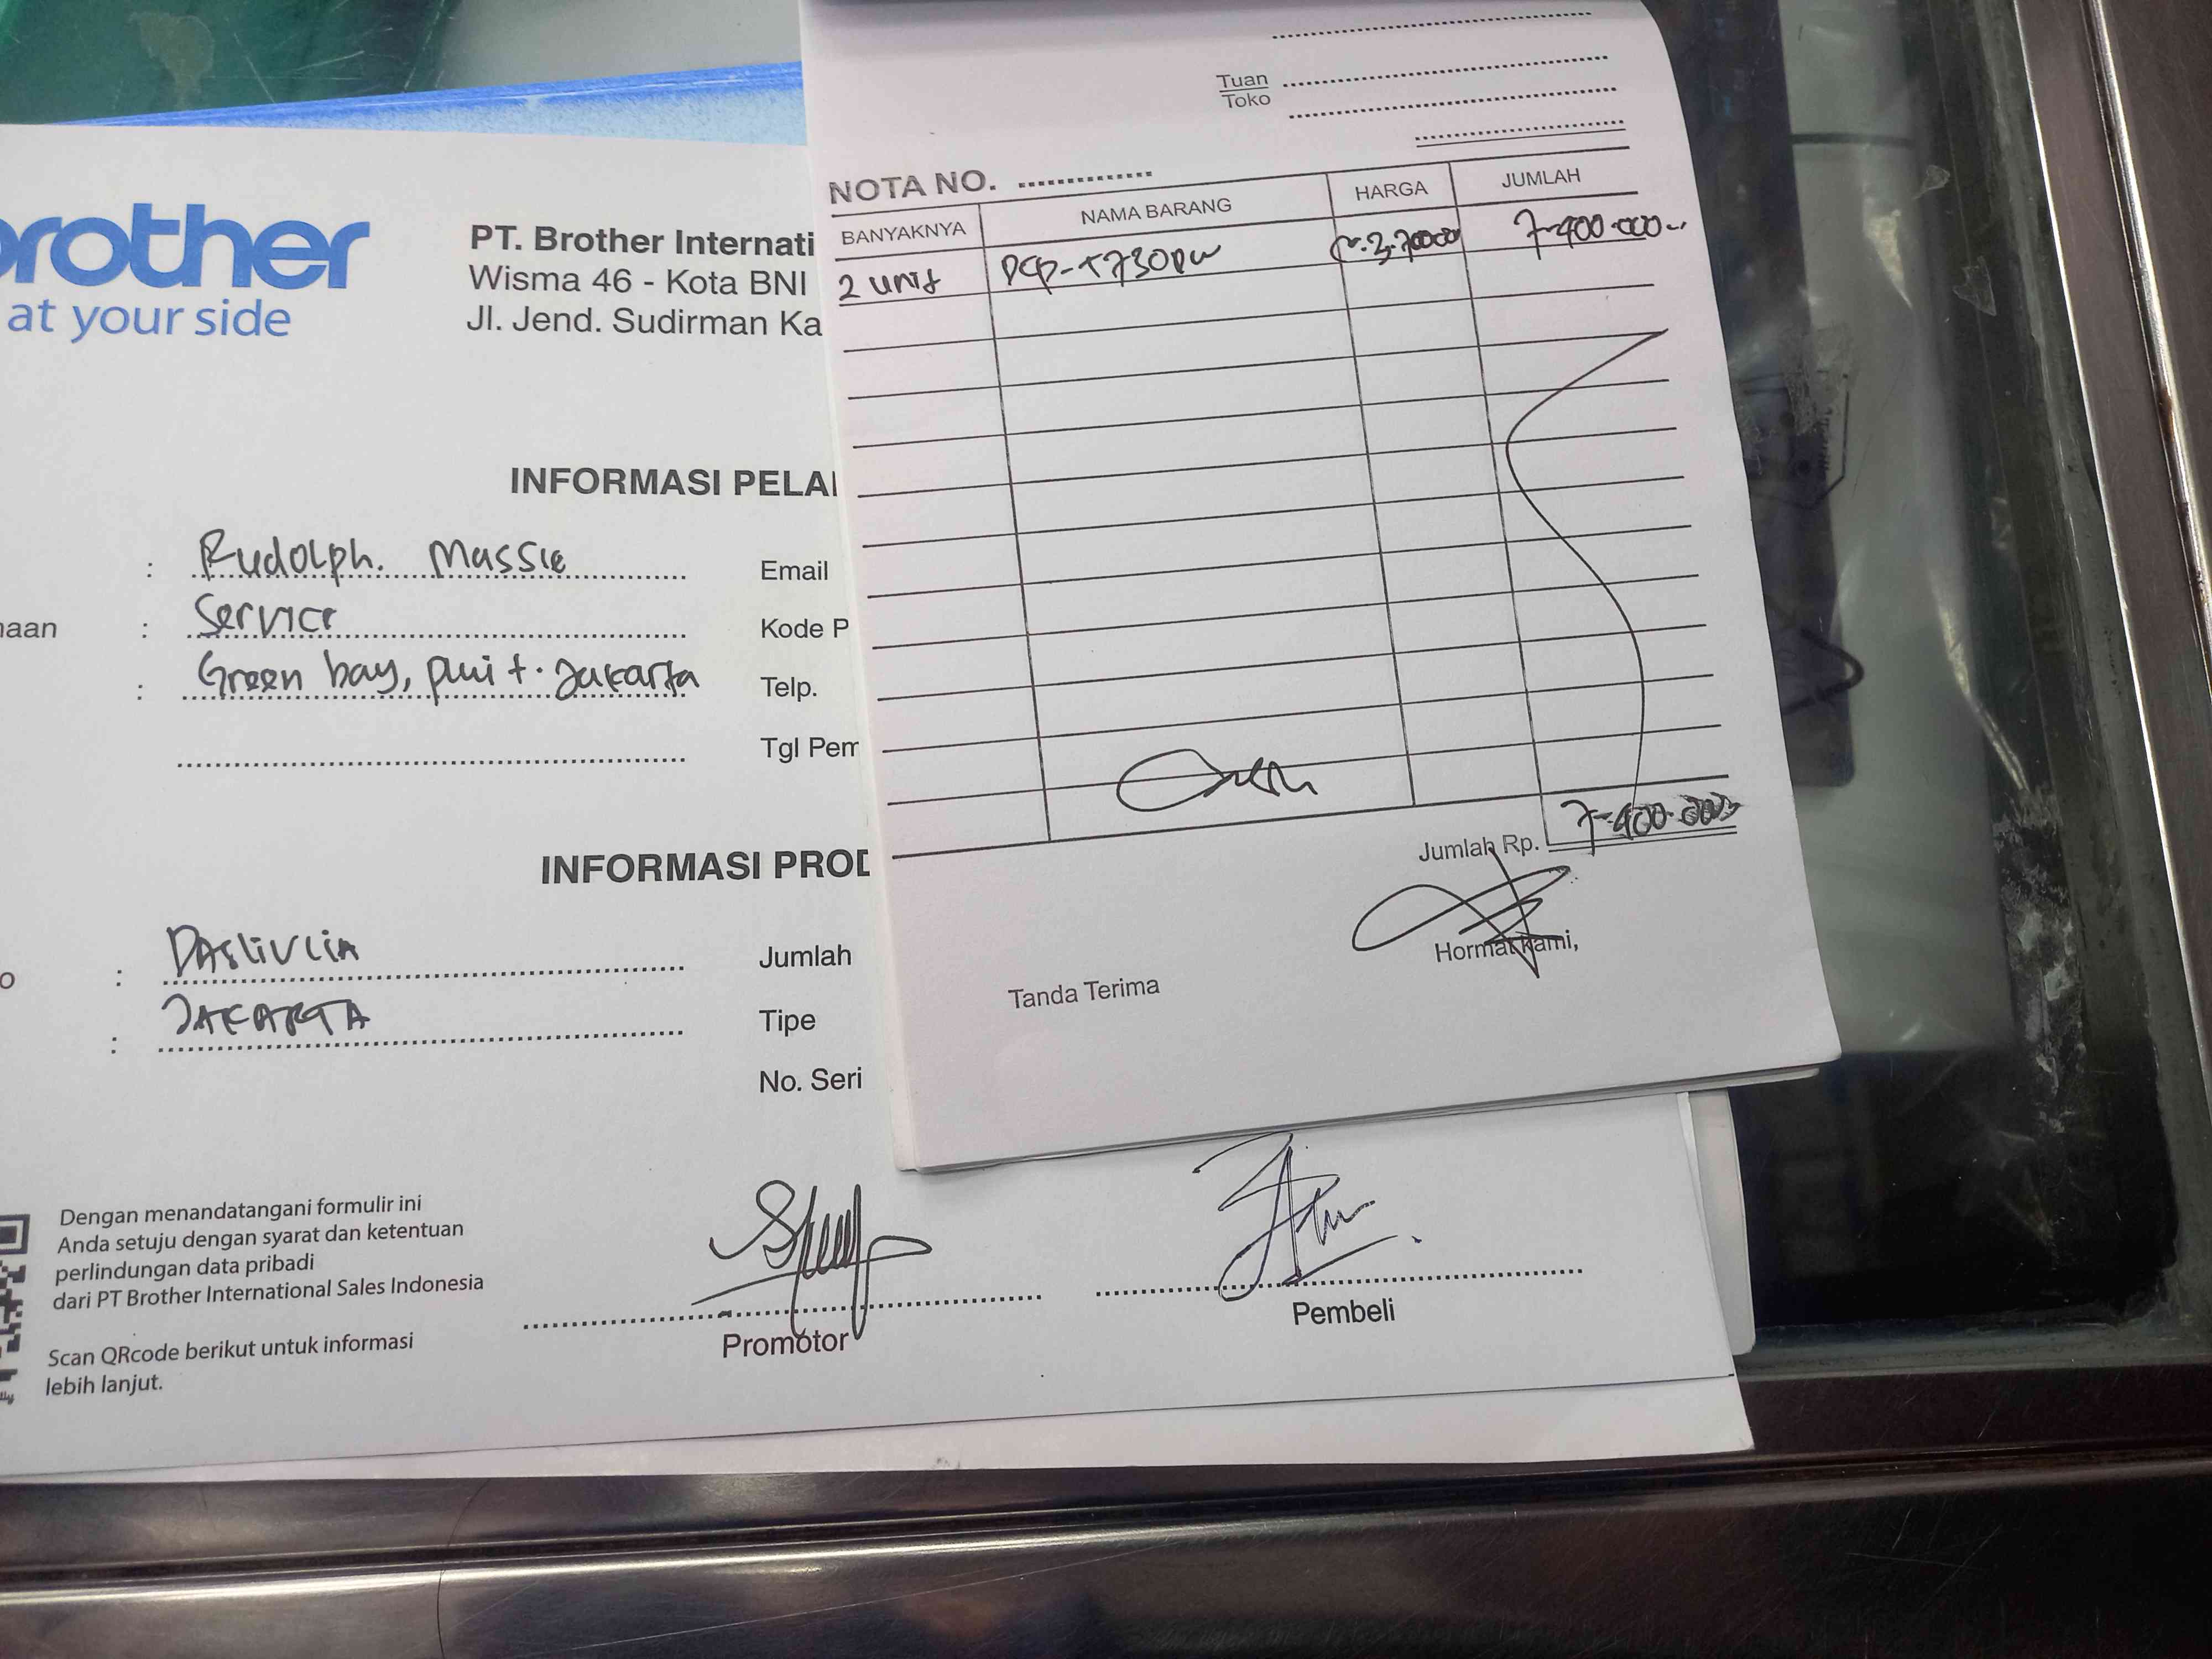 brother
at your side
PT. Brother Internati
Wisma 46 - Kota BNI
Jl. Jend. Sudirman Ka
INFORMASI PELA
: Rudolph. Massie
Email
naan : Service
Kode P
: Green bay, pluit. Jakarta
Telp.
Tgl Pem
INFORMASI PROD
o :
Jumlah
: JAKARTA
Tipe
No. Seri
Dengan menandatangani formulir ini
Anda setuju dengan syarat dan ketentuan
perlindungan data pribadi
dari PT Brother International Sales Indonesia
Scan QRcode berikut untuk informasi
lebih lanjut.
Promotor
Pembeli
Tuan
Toko
NOTA NO.
BANYAKNYA NAMA BARANG HARGA JUMLAH
2 unit DCP-T730DW 7.400.000
Jumlah Rp. 7.400.000
Tanda Terima
Hormat kami,